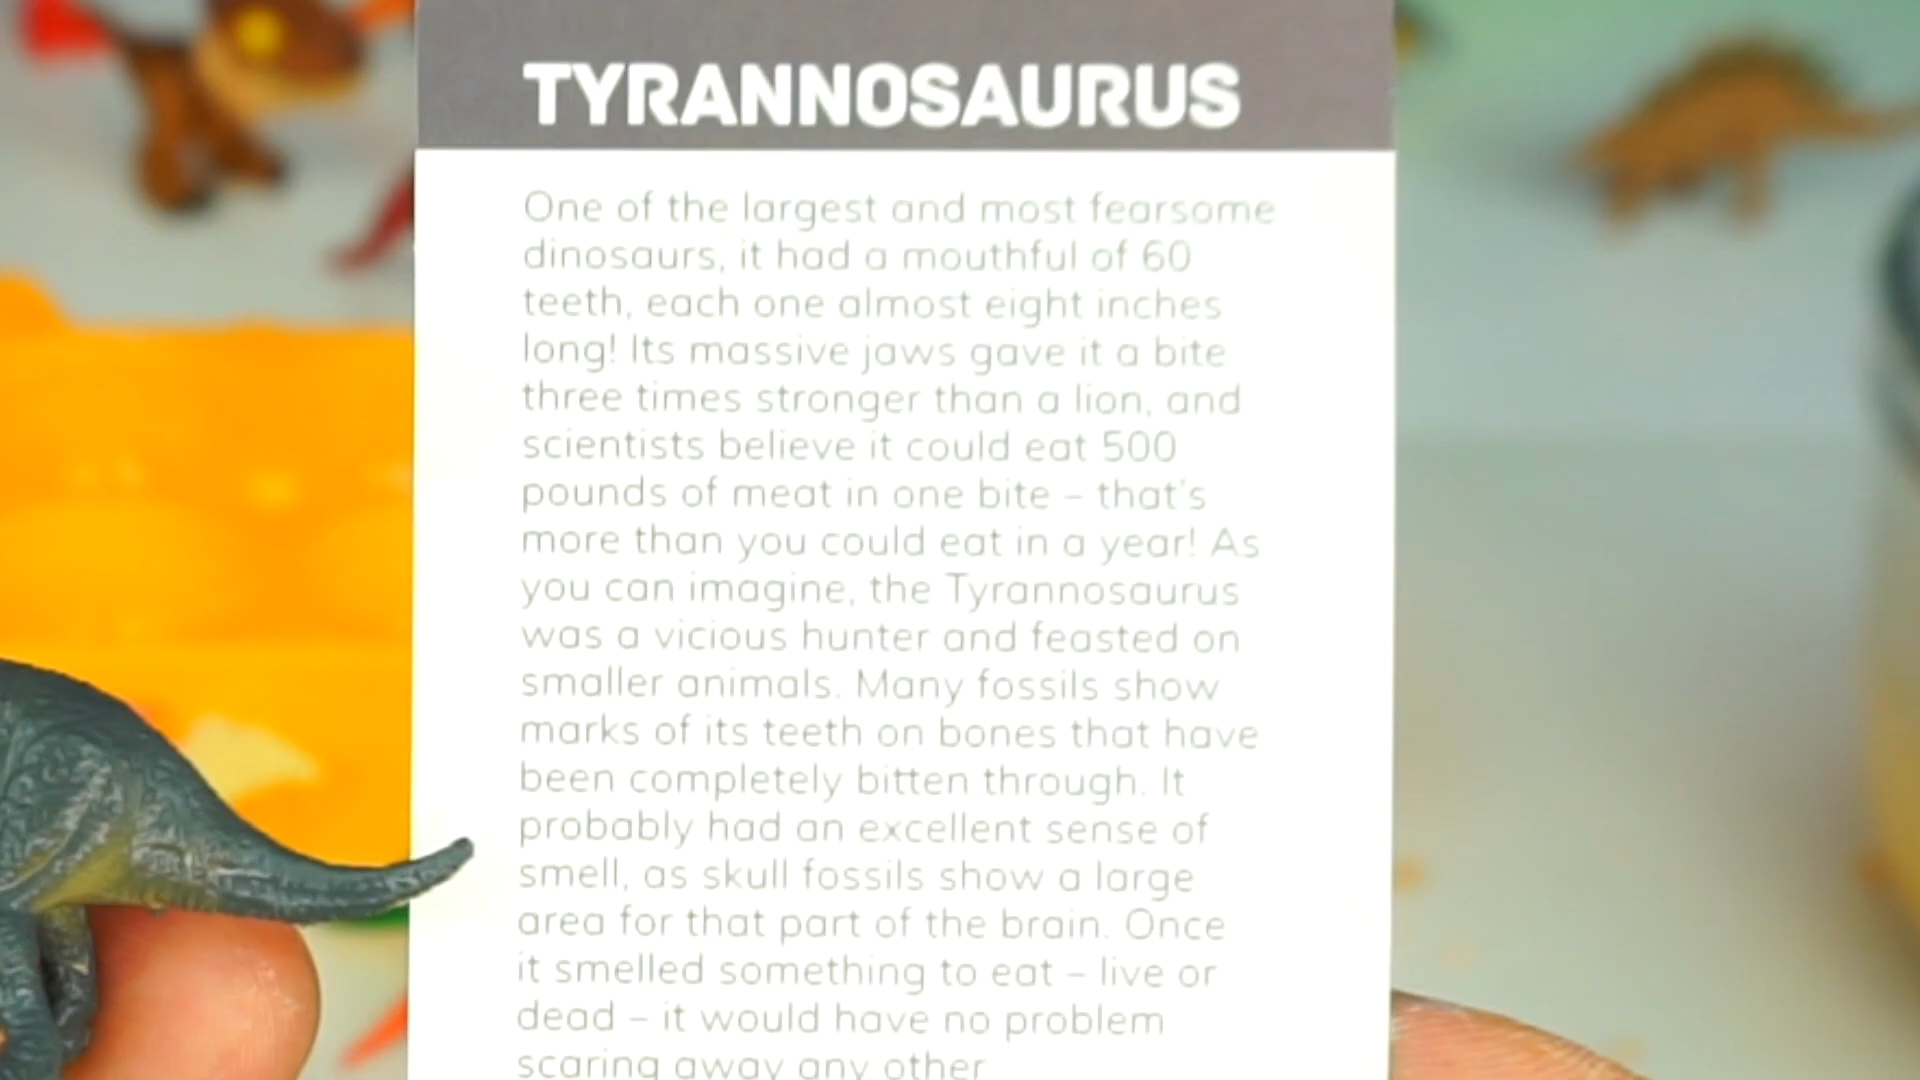 TYRANNOSAURUS
One of the largest and most fearsome
dinosaurs, it had a mouthful of 60
teeth, each one almost eight inches
long! Its massive jaws gave it a bite
three times stronger than a lion, and
scientists believe it could eat 500
pounds of meat in one bite – that's
more than you could eat in a year! As
you can imagine, the Tyrannosaurus
was a vicious hunter and feasted on
smaller animals. Many fossils show
marks of its teeth on bones that have
been completely bitten through. It
probably had an excellent sense of
smell, as skull fossils show a large
area for that part of the brain. Once
it smelled something to eat – live or
dead – it would have no problem
scaring away any other